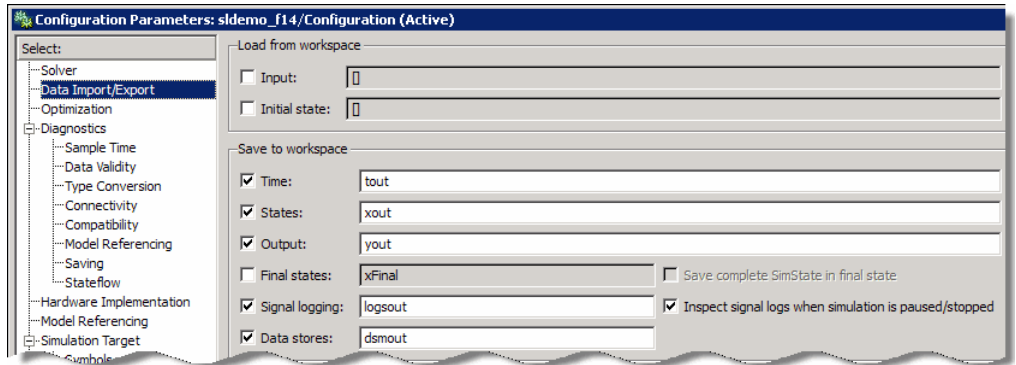 Configuration Parameters: sldemo_f14/Configuration (Active)
Select:
Solver
Data Import/Export
Optimization
Diagnostics
Sample Time
Data Validity
Type Conversion
Connectivity
Compatibility
Model Referencing
Saving
Stateflow
Hardware Implementation
Model Referencing
Simulation Target
Symbols
Load from workspace
Input: []
Initial state: []
Save to workspace
Time: tout
States: xout
Output: yout
Final states: xFinal Save complete SimState in final state
Signal logging: logsout Inspect signal logs when simulation is paused/stopped
Data stores: dsmout